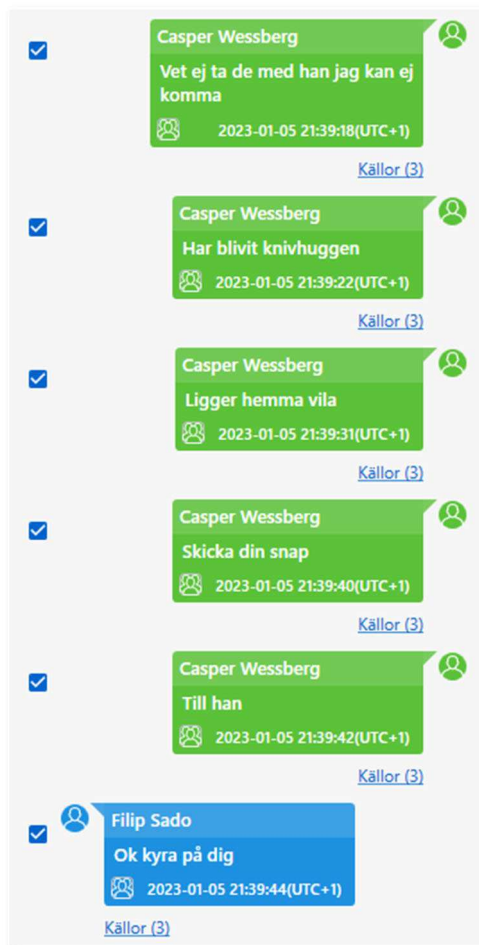 Casper Wessberg
Vet ej ta de med han jag kan ej
komma
2023-01-05 21:39:18(UTC+1)
Källor (3)
Casper Wessberg
Har blivit knivhuggen
2023-01-05 21:39:22(UTC+1)
Källor (3)
Casper Wessberg
Ligger hemma vila
2023-01-05 21:39:31(UTC+1)
Källor (3)
Casper Wessberg
Skicka din snap
2023-01-05 21:39:40(UTC+1)
Källor (3)
Casper Wessberg
Till han
2023-01-05 21:39:42(UTC+1)
Källor (3)
Filip Sado
Ok kyra på dig
2023-01-05 21:39:44(UTC+1)
Källor (3)